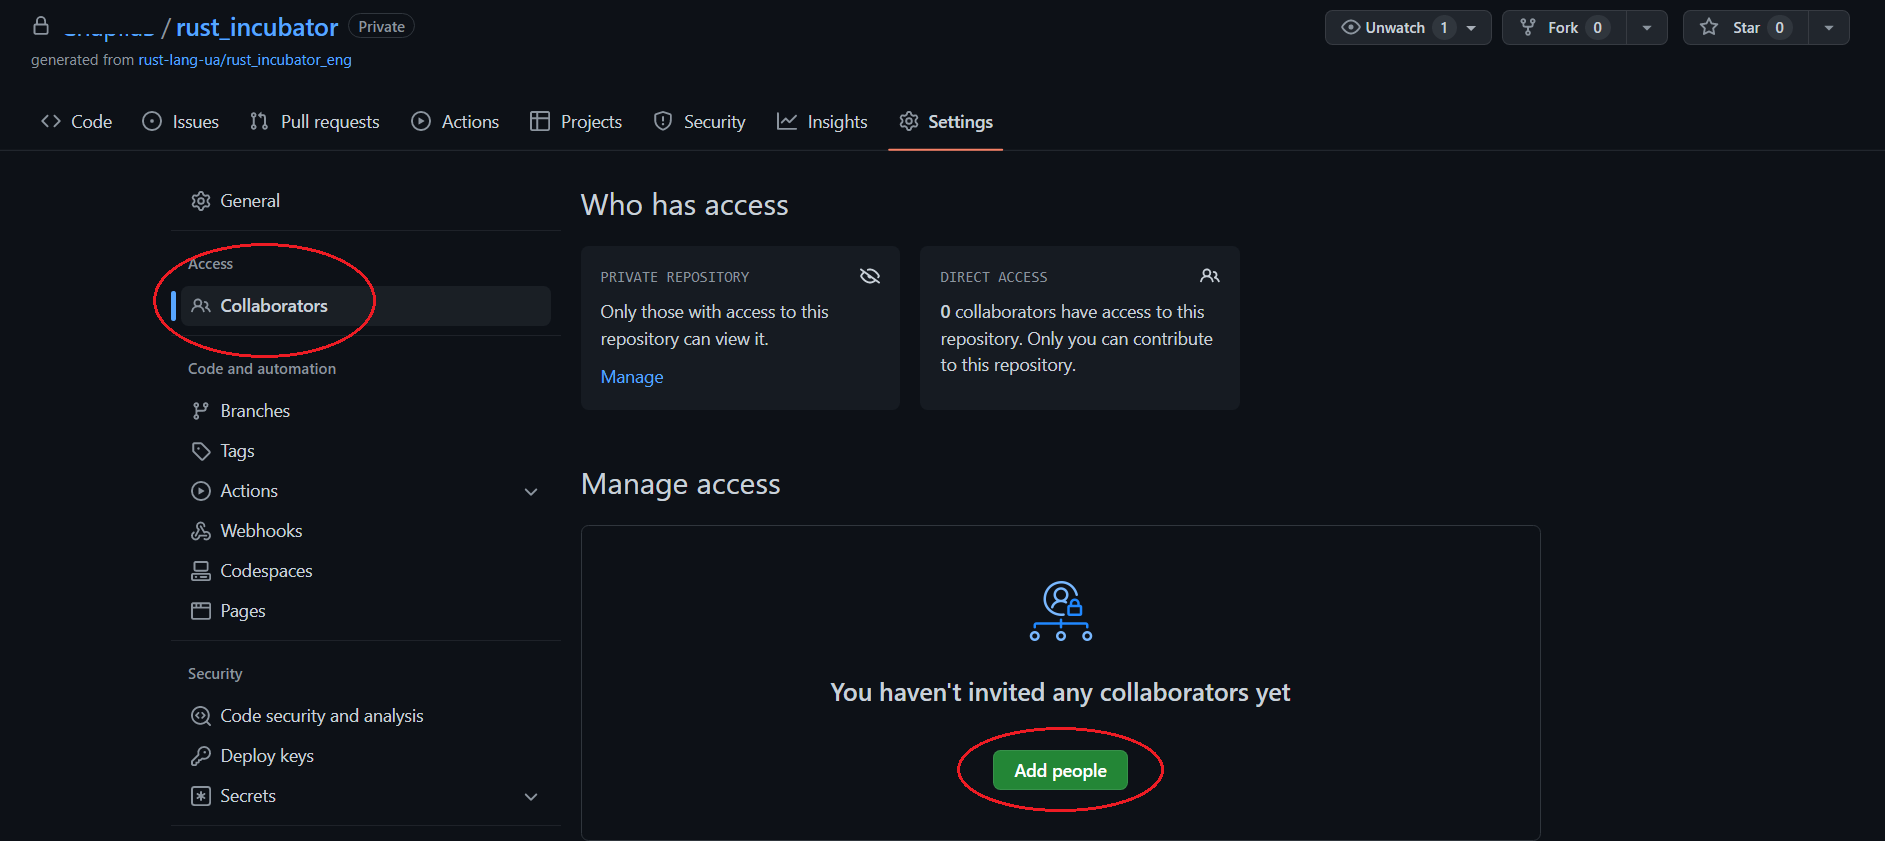 / rust_incubator Private
Unwatch 1 Fork 0 Star 0
generated from rust-lang-ua/rust_incubator_eng
Code Issues Pull requests Actions Projects Security Insights Settings
General
Access
Collaborators
Code and automation
Branches
Tags
Actions
Webhooks
Codespaces
Pages
Security
Code security and analysis
Deploy keys
Secrets
Who has access
PRIVATE REPOSITORY
Only those with access to this
repository can view it.
Manage
DIRECT ACCESS
0 collaborators have access to this
repository. Only you can contribute
to this repository.
Manage access
You haven't invited any collaborators yet
Add people